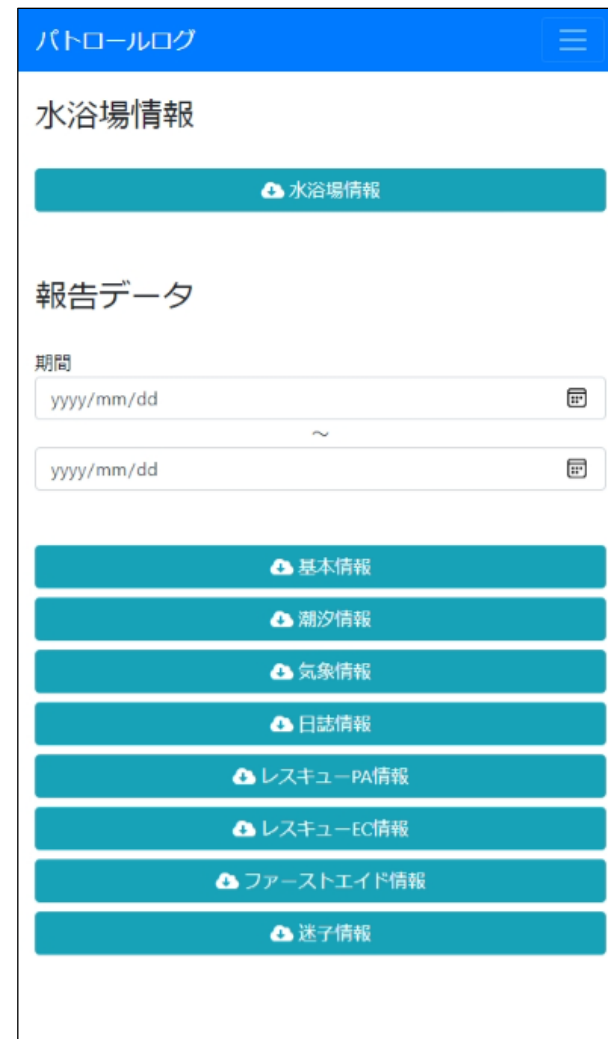 パトロールログ
水浴場情報
水浴場情報
報告データ
期間
yyyy/mm/dd
～
yyyy/mm/dd
基本情報
潮汐情報
気象情報
日誌情報
レスキューPA情報
レスキューEC情報
ファーストエイド情報
迷子情報